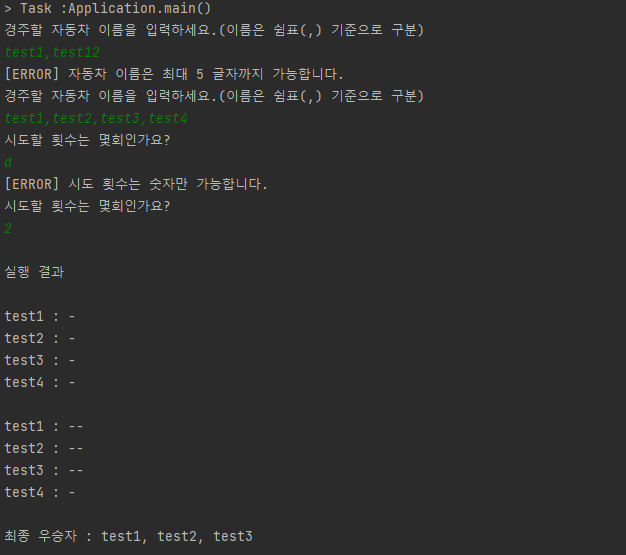 > Task :Application.main()
경주할 자동차 이름을 입력하세요.(이름은 쉼표(,) 기준으로 구분)
test1,test12
[ERROR] 자동차 이름은 최대 5 글자까지 가능합니다.
경주할 자동차 이름을 입력하세요.(이름은 쉼표(,) 기준으로 구분)
test1,test2,test3,test4
시도할 횟수는 몇회인가요?
d
[ERROR] 시도 횟수는 숫자만 가능합니다.
시도할 횟수는 몇회인가요?
2
실행 결과
test1 : -
test2 : -
test3 : -
test4 : -
test1 : --
test2 : --
test3 : --
test4 : -
최종 우승자 : test1, test2, test3